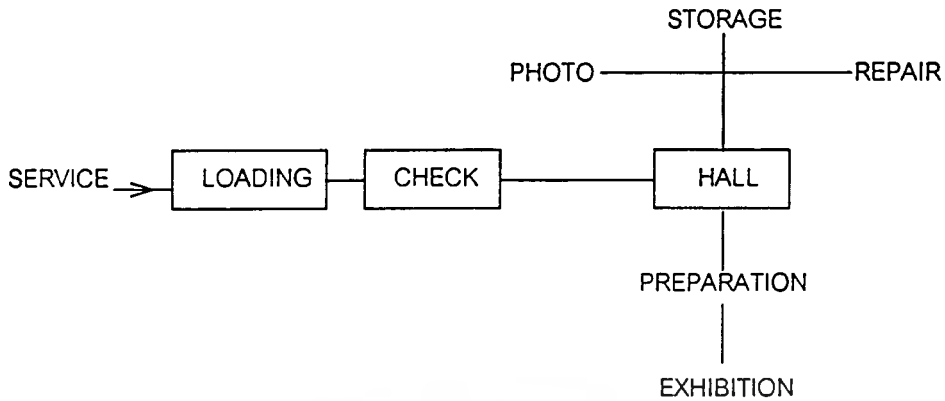 STORAGE
PHOTO REPAIR
SERVICE LOADING CHECK HALL
PREPARATION
EXHIBITION